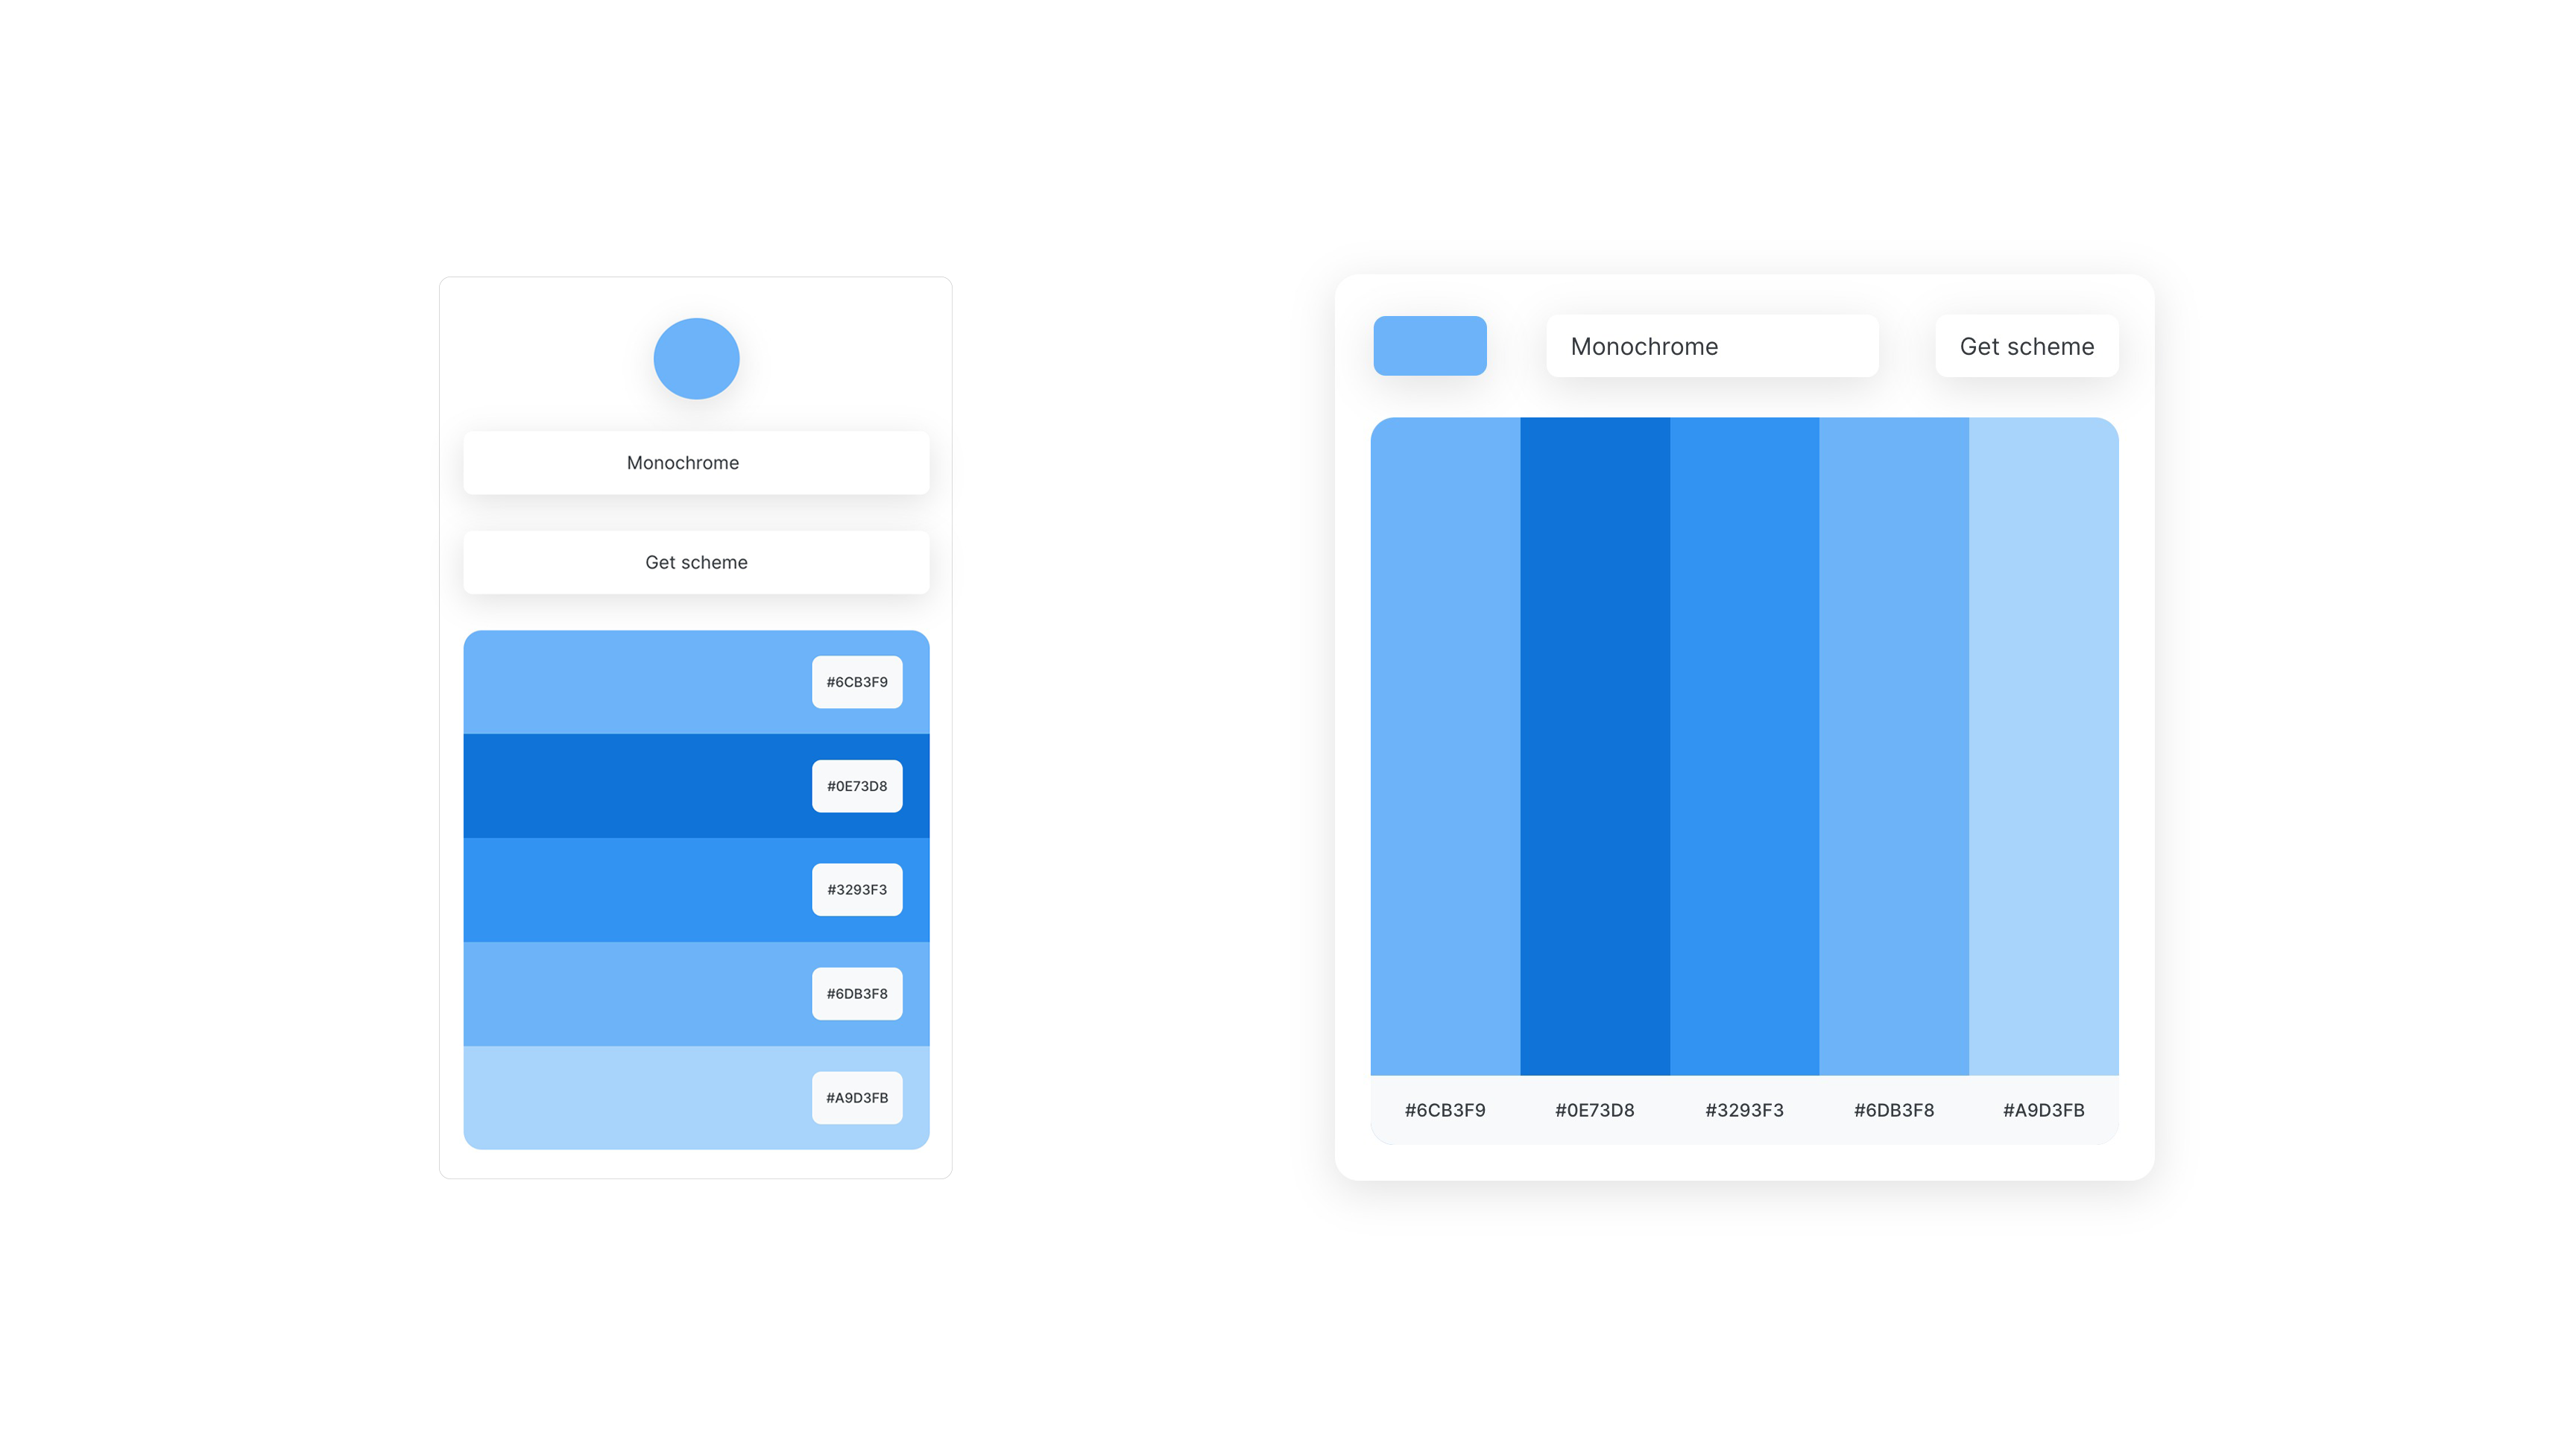 Monochrome
Get scheme
#6CB3F9
#0E73D8
#3293F3
#6DB3F8
#A9D3FB
Monochrome
Get scheme
#6CB3F9
#0E73D8
#3293F3
#6DB3F8
#A9D3FB